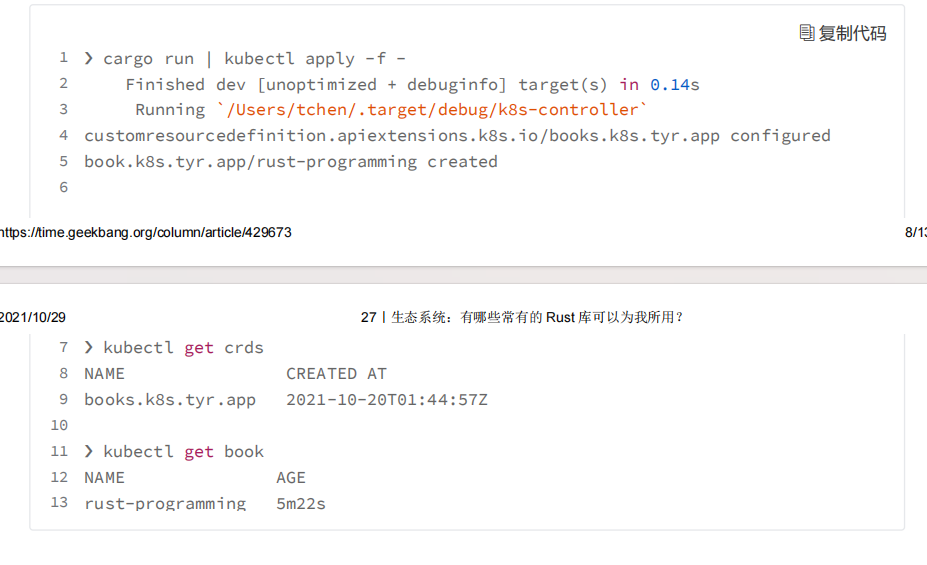 复制代码
1 ❯ cargo run | kubectl apply -f -
2     Finished dev [unoptimized + debuginfo] target(s) in 0.14s
3      Running `/Users/tchen/.target/debug/k8s-controller`
4 customresourcedefinition.apiextensions.k8s.io/books.k8s.tyr.app configured
5 book.k8s.tyr.app/rust-programming created
6
https://time.geekbang.org/column/article/429673 8/13
2021/10/29 27丨生态系统：有哪些常有的 Rust 库可以为我所用？
7 ❯ kubectl get crds
8 NAME                CREATED AT
9 books.k8s.tyr.app   2021-10-20T01:44:57Z
10
11 ❯ kubectl get book
12 NAME               AGE
13 rust-programming   5m22s